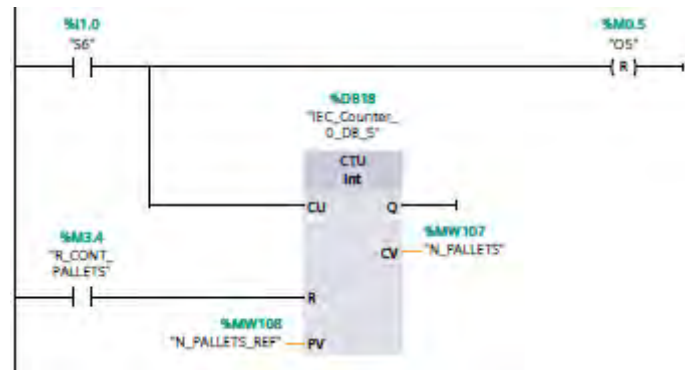 %I1.0
"S6"
%M0.5
"OS"
( R )
%DB18
"IEC_Counter_
0_DB_5"
CTU
Int
CU
Q
%MW107
CV
"N_PALLETS"
%M3.4
"R_CONT_
PALLETS"
R
%MW108
"N_PALLETS_REF"
PV